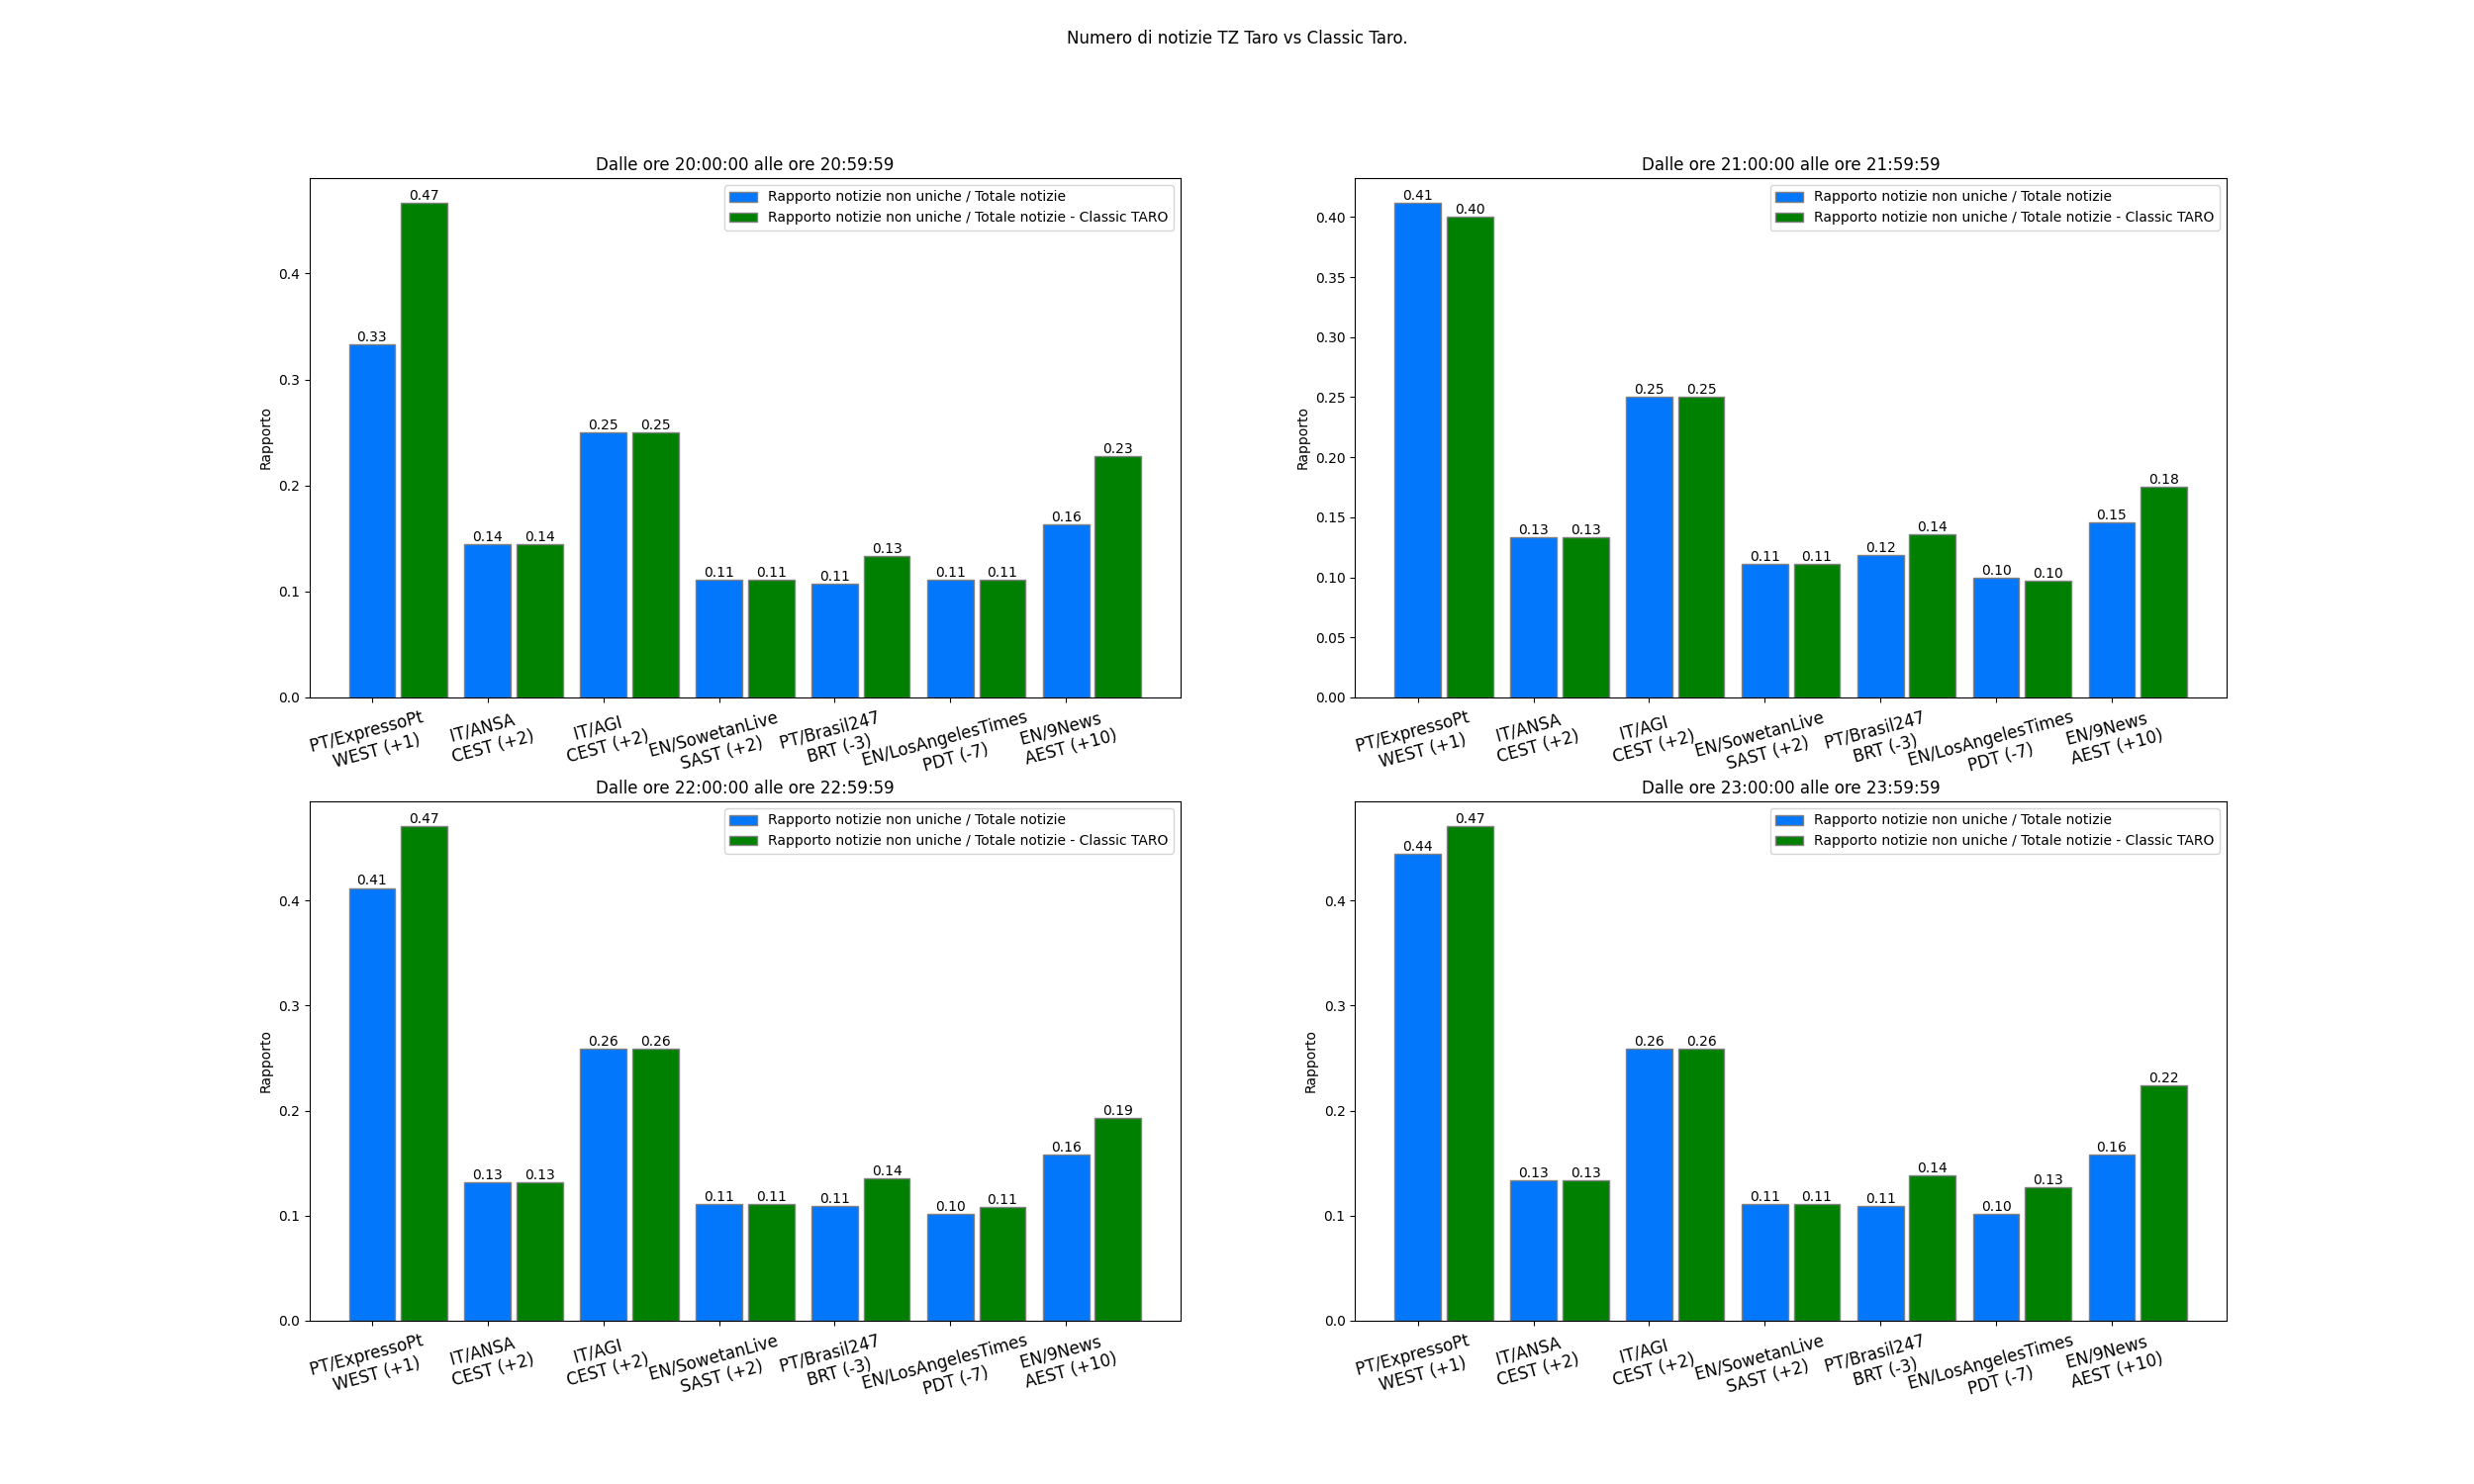 Numero di notizie TZ Taro vs Classic Taro.
Dalle ore 20:00:00 alle ore 20:59:59
Rapporto notizie non uniche / Totale notizie
Rapporto notizie non uniche / Totale notizie - Classic TARO
Rapporto
0.4
0.3
0.2
0.1
0.0
0.33
0.47
0.14
0.14
0.25
0.25
0.11
0.11
0.11
0.13
0.11
0.11
0.16
0.23
PT/ExpressoPt
WEST (+1)
IT/ANSA
CEST (+2)
IT/AGI
CEST (+2)
EN/SowetanLive
SAST (+2)
PT/Brasil247
BRT (-3)
EN/LosAngelesTimes
PDT (-7)
EN/9News
AEST (+10)
Dalle ore 21:00:00 alle ore 21:59:59
Rapporto notizie non uniche / Totale notizie
Rapporto notizie non uniche / Totale notizie - Classic TARO
Rapporto
0.40
0.35
0.30
0.25
0.20
0.15
0.10
0.05
0.00
0.41
0.40
0.13
0.13
0.25
0.25
0.11
0.11
0.12
0.14
0.10
0.10
0.15
0.18
PT/ExpressoPt
WEST (+1)
IT/ANSA
CEST (+2)
IT/AGI
CEST (+2)
EN/SowetanLive
SAST (+2)
PT/Brasil247
BRT (-3)
EN/LosAngelesTimes
PDT (-7)
EN/9News
AEST (+10)
Dalle ore 22:00:00 alle ore 22:59:59
Rapporto notizie non uniche / Totale notizie
Rapporto notizie non uniche / Totale notizie - Classic TARO
Rapporto
0.4
0.3
0.2
0.1
0.0
0.41
0.47
0.13
0.13
0.26
0.26
0.11
0.11
0.11
0.14
0.10
0.11
0.16
0.19
PT/ExpressoPt
WEST (+1)
IT/ANSA
CEST (+2)
IT/AGI
CEST (+2)
EN/SowetanLive
SAST (+2)
PT/Brasil247
BRT (-3)
EN/LosAngelesTimes
PDT (-7)
EN/9News
AEST (+10)
Dalle ore 23:00:00 alle ore 23:59:59
Rapporto notizie non uniche / Totale notizie
Rapporto notizie non uniche / Totale notizie - Classic TARO
Rapporto
0.4
0.3
0.2
0.1
0.0
0.44
0.47
0.13
0.13
0.26
0.26
0.11
0.11
0.11
0.14
0.10
0.13
0.16
0.22
PT/ExpressoPt
WEST (+1)
IT/ANSA
CEST (+2)
IT/AGI
CEST (+2)
EN/SowetanLive
SAST (+2)
PT/Brasil247
BRT (-3)
EN/LosAngelesTimes
PDT (-7)
EN/9News
AEST (+10)